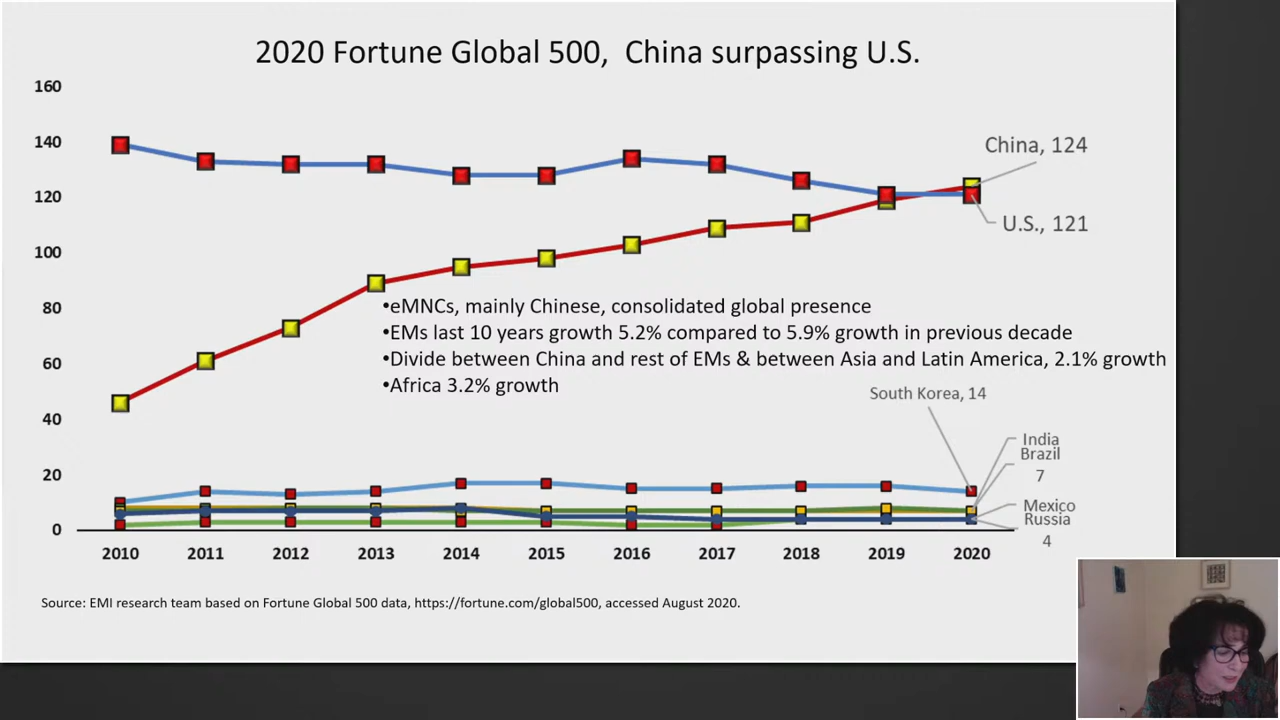 2020 Fortune Global 500,  China surpassing U.S.
160
140
120
100
80
60
40
20
0
China, 124
U.S., 121
•eMNCs, mainly Chinese, consolidated global presence
•EMs last 10 years growth 5.2% compared to 5.9% growth in previous decade
•Divide between China and rest of EMs & between Asia and Latin America, 2.1% growth
•Africa 3.2% growth
South Korea, 14
India
Brazil
7
Mexico
Russia
4
2010 2011 2012 2013 2014 2015 2016 2017 2018 2019 2020
Source: EMI research team based on Fortune Global 500 data, https://fortune.com/global500, accessed August 2020.